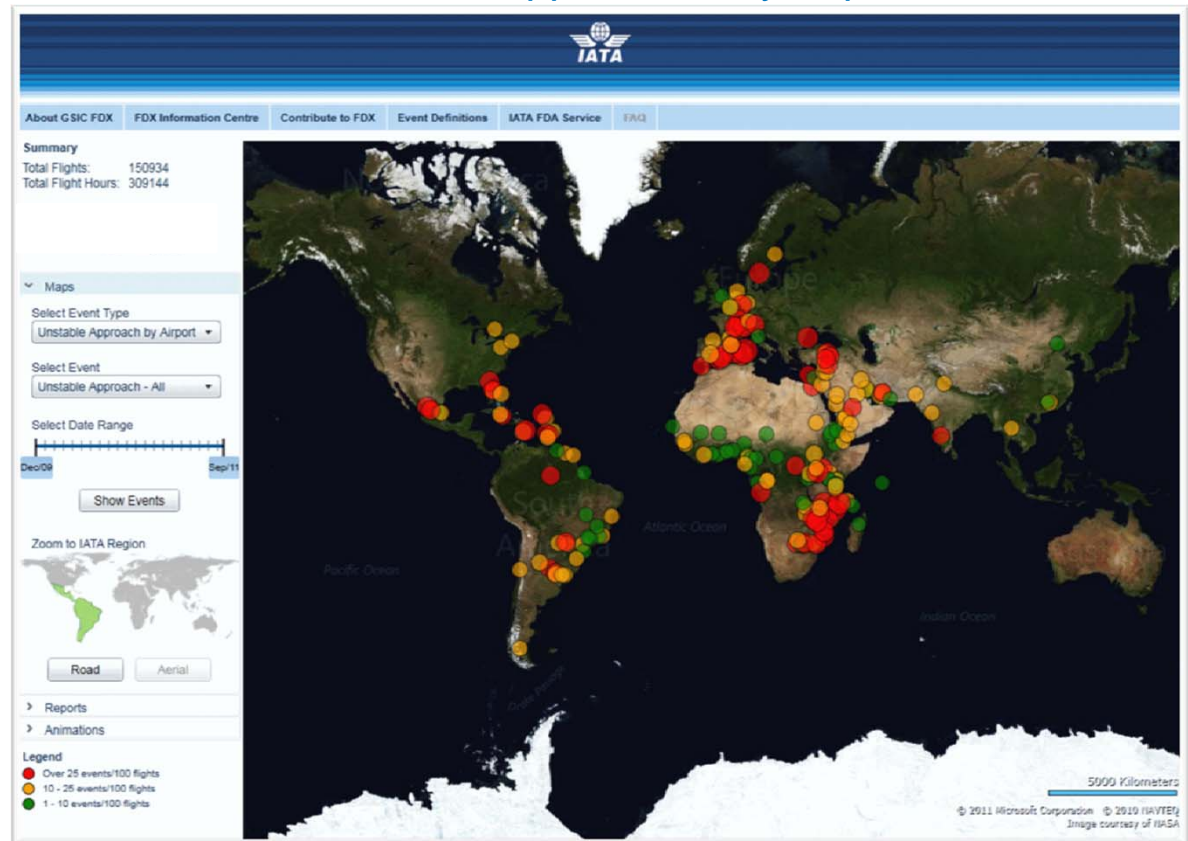 IATA
About GSIC FDX
FDX Information Centre
Contribute to FDX
Event Definitions
IATA FDA Service
FAQ
Summary
Total Flights: 150934
Total Flight Hours: 309144
Maps
Select Event Type
Unstable Approach by Airport
Select Event
Unstable Approach - All
Select Date Range
Dec/09
Sep/11
Show Events
Zoom to IATA Region
Road
Aerial
Reports
Animations
Legend
Over 25 events/100 flights
10 - 25 events/100 flights
1 - 10 events/100 flights
Europe
Atlantic Ocean
Pacific Ocean
Indian Ocean
5000 Kilometers
© 2011 Microsoft Corporation © 2010 NAVTEQ
Image courtesy of NASA